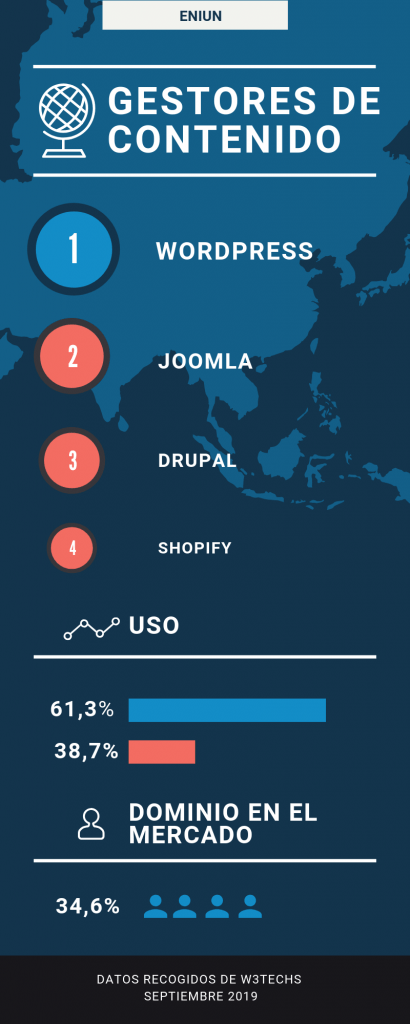 ENIUN
GESTORES DE
CONTENIDO
1
WORDPRESS
2
JOOMLA
3
DRUPAL
4
SHOPIFY
USO
61,3%
38,7%
DOMINIO EN EL
MERCADO
34,6%
DATOS RECOGIDOS DE W3TECHS
SEPTIEMBRE 2019